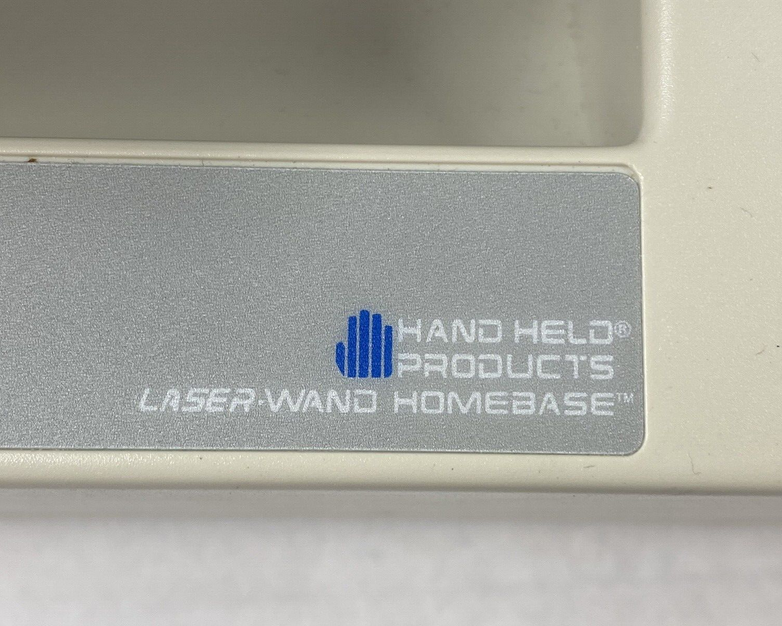 HAND HELD®
PRODUCTS
LASER-WAND HOMEBASE™